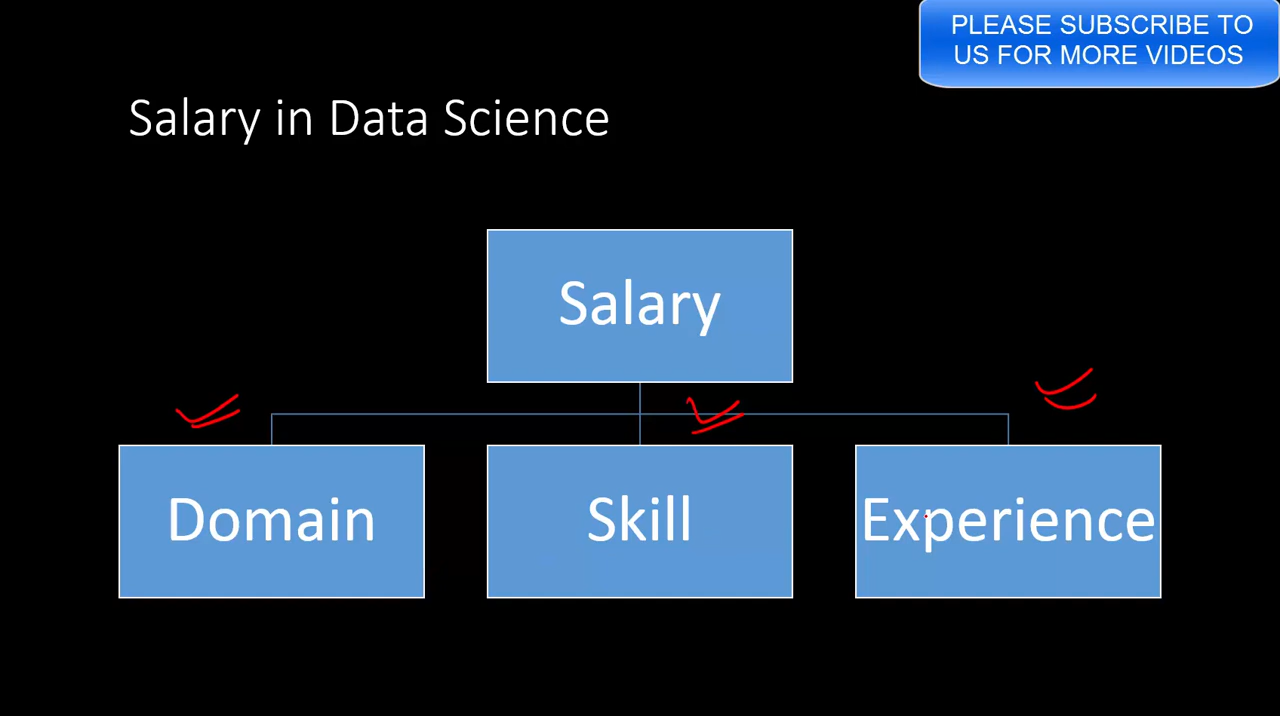 PLEASE SUBSCRIBE TO
US FOR MORE VIDEOS
Salary in Data Science
Salary
Domain
Skill
Experience